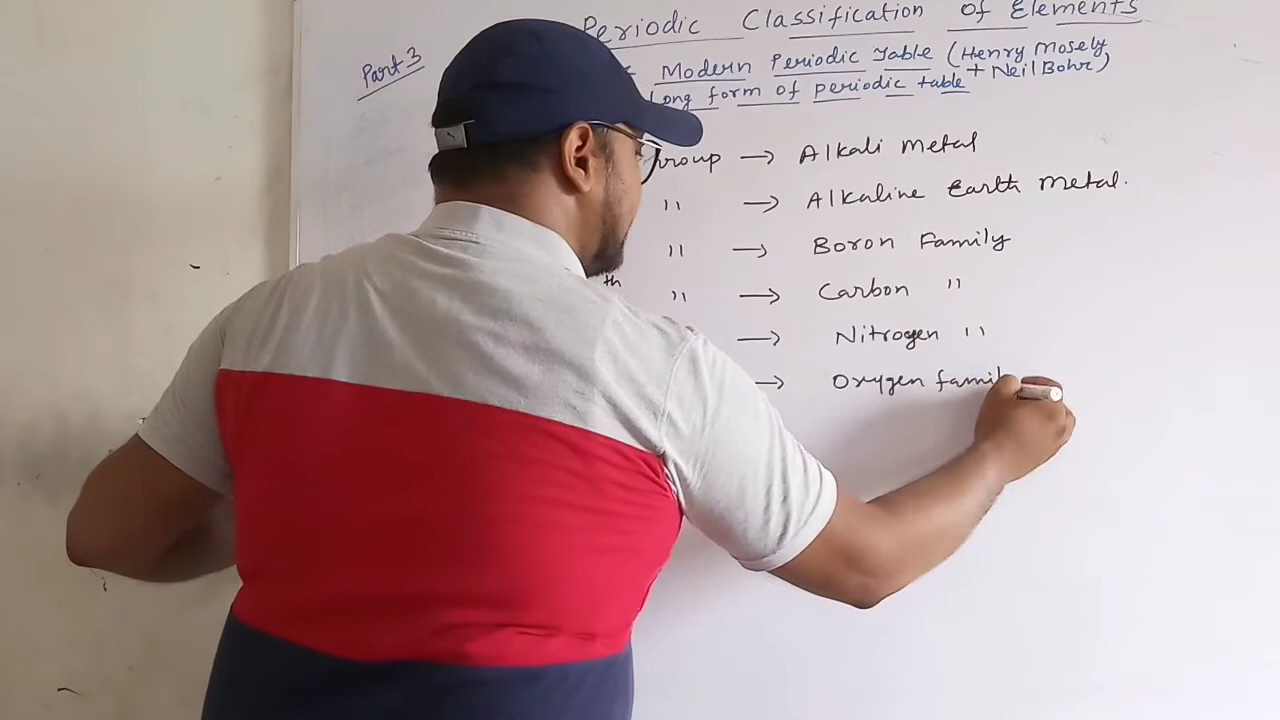 Periodic Classification of Elements
Part 3
Modern Periodic Table (Henry Mosely
Long form of periodic table + Neil Bohr)
roup → Alkali Metal
" → Alkaline Earth Metal.
" → Boron Family
th " → Carbon "
→ Nitrogen "
→ Oxygen famil